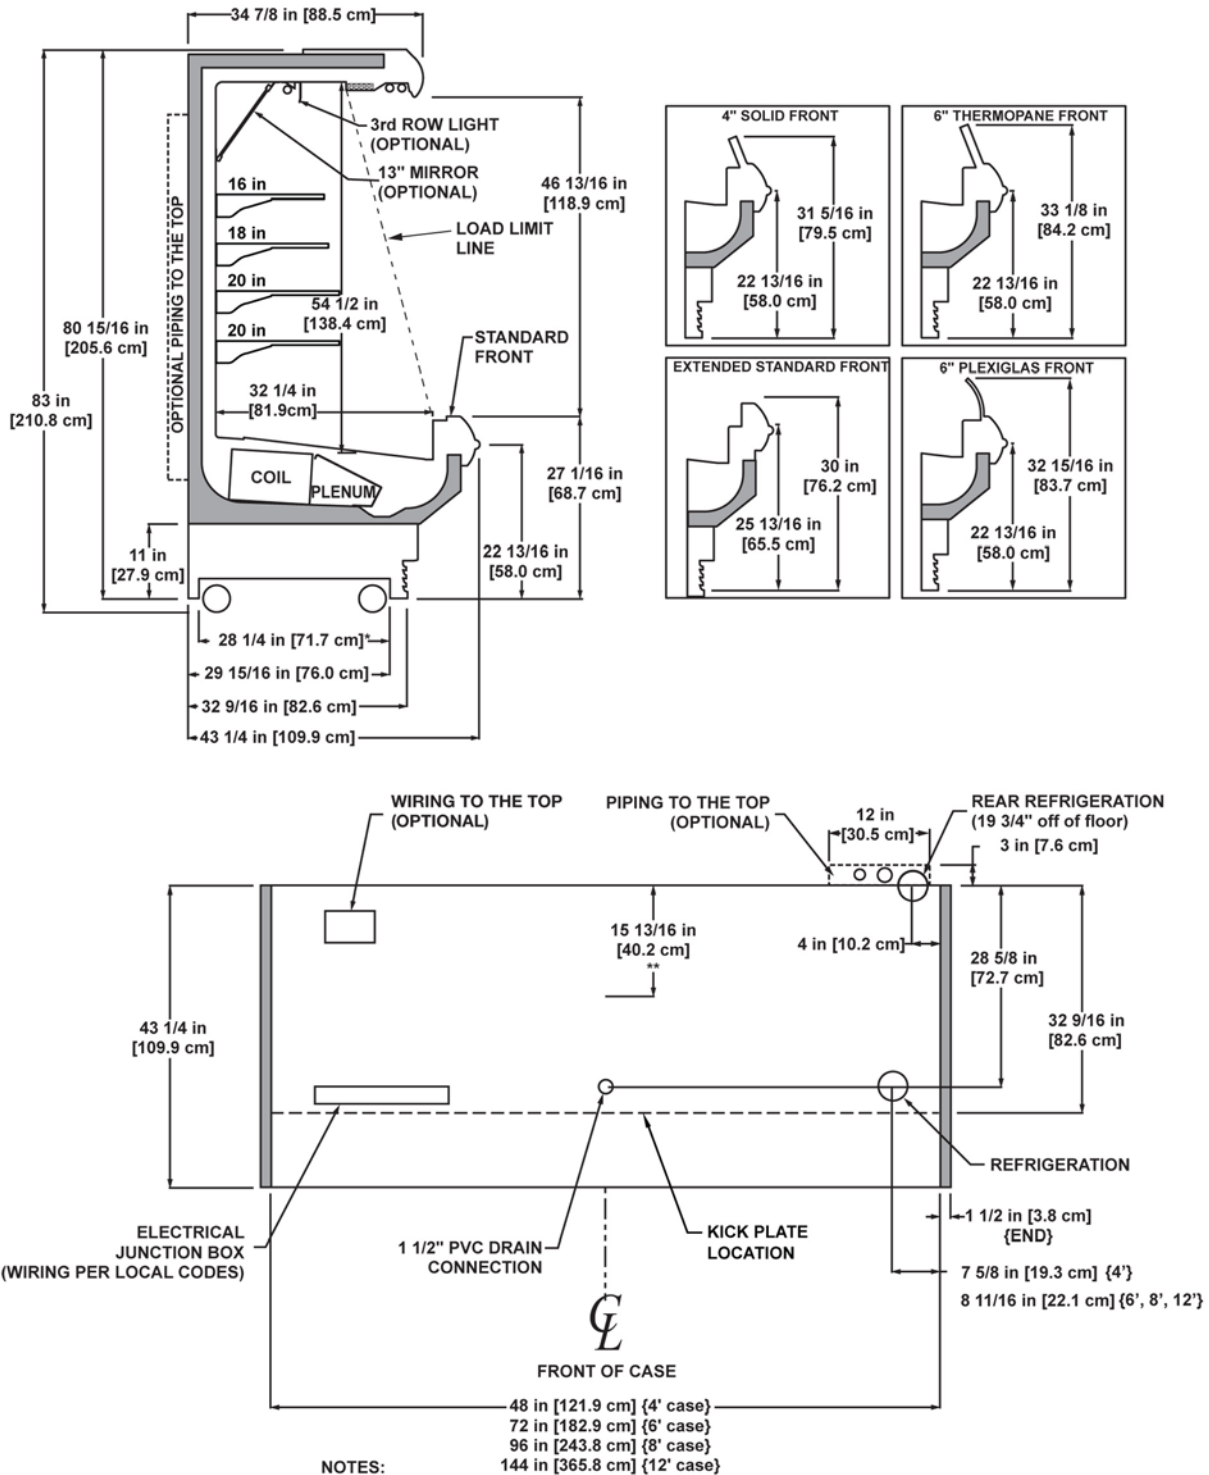 34 7/8 in [88.5 cm]
3rd ROW LIGHT
(OPTIONAL)
13" MIRROR
(OPTIONAL)
46 13/16 in
[118.9 cm]
LOAD LIMIT
LINE
16 in
18 in
20 in
20 in
54 1/2 in
[138.4 cm]
OPTIONAL PIPING TO THE TOP
80 15/16 in
[205.6 cm]
83 in
[210.8 cm]
STANDARD
FRONT
32 1/4 in
[81.9cm]
COIL
PLENUM
27 1/16 in
[68.7 cm]
22 13/16 in
[58.0 cm]
11 in
[27.9 cm]
28 1/4 in [71.7 cm]*
29 15/16 in [76.0 cm]
32 9/16 in [82.6 cm]
43 1/4 in [109.9 cm]
4" SOLID FRONT
31 5/16 in
[79.5 cm]
22 13/16 in
[58.0 cm]
6" THERMOPANE FRONT
33 1/8 in
[84.2 cm]
22 13/16 in
[58.0 cm]
EXTENDED STANDARD FRONT
30 in
[76.2 cm]
25 13/16 in
[65.5 cm]
6" PLEXIGLAS FRONT
32 15/16 in
[83.7 cm]
22 13/16 in
[58.0 cm]
WIRING TO THE TOP
(OPTIONAL)
PIPING TO THE TOP
(OPTIONAL)
12 in
[30.5 cm]
REAR REFRIGERATION
(19 3/4" off of floor)
3 in [7.6 cm]
15 13/16 in
[40.2 cm]
**
4 in [10.2 cm]
28 5/8 in
[72.7 cm]
43 1/4 in
[109.9 cm]
32 9/16 in
[82.6 cm]
REFRIGERATION
ELECTRICAL
JUNCTION BOX
(WIRING PER LOCAL CODES)
1 1/2" PVC DRAIN
CONNECTION
KICK PLATE
LOCATION
1 1/2 in [3.8 cm]
{END}
7 5/8 in [19.3 cm] {4’}
8 11/16 in [22.1 cm] {6’, 8’, 12’}
CL
FRONT OF CASE
48 in [121.9 cm] {4' case}
72 in [182.9 cm] {6' case}
96 in [243.8 cm] {8' case}
144 in [365.8 cm] {12' case}
NOTES: